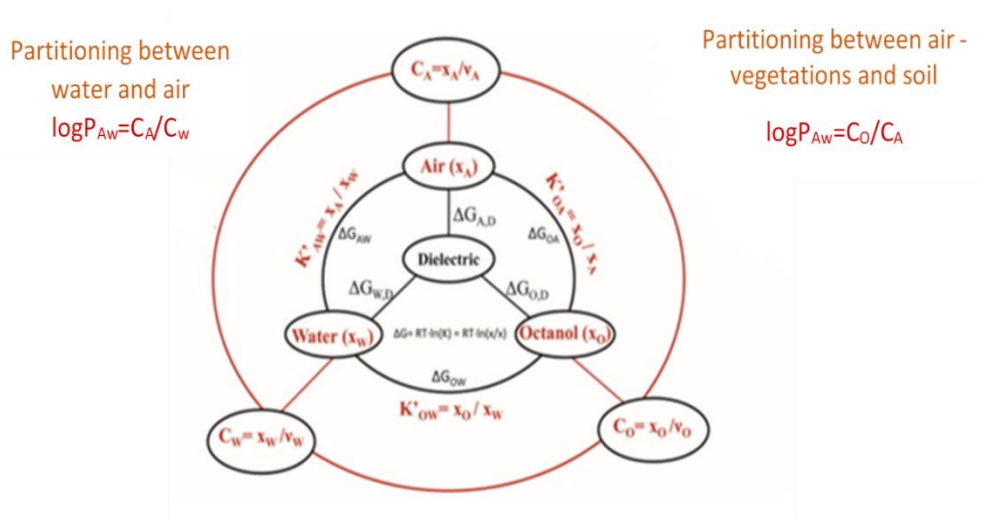 Partitioning between
water and air
logPAw=CA/Cw
Partitioning between air -
vegetations and soil
logPAw=CO/CA
CA=xA/vA
Air (xA)
K'AW= xA / xW
K'OA = xO / xA
ΔGA,D
ΔGAW
ΔGOA
Dielectric
ΔGW,D
ΔGO,D
Water (xW)
ΔG= RT·ln(K) = RT·ln(x/x)
Octanol (xO)
ΔGOW
K'OW= xO / xW
CW= xW /vW
CO= xO /vO